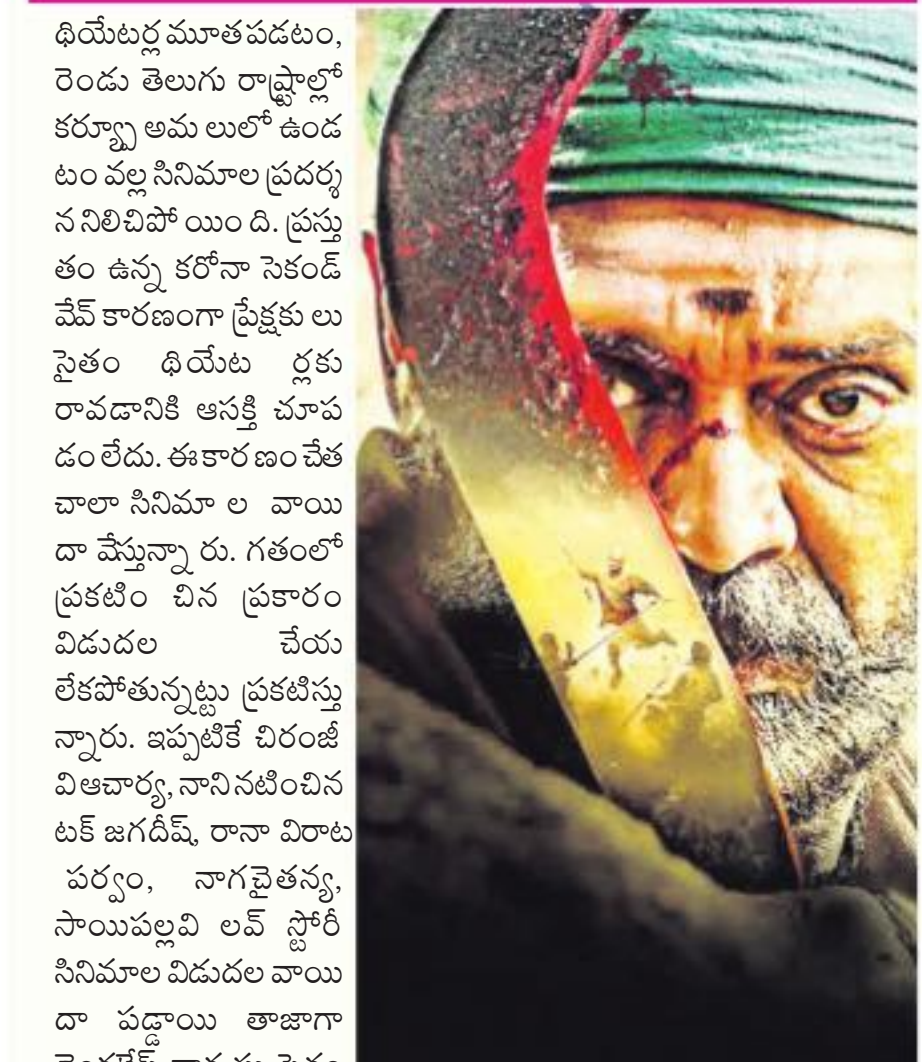 థియేటర్ల మూతపడటం,
రెండు తెలుగు రాష్ట్రాల్లో
కర్ఫ్యూ అమ లులో ఉండ
టం వల్ల సినిమాల ప్రదర్శ
న నిలిచిపో యిం ది. ప్రస్తు
తం ఉన్న కరోనా సెకండ్
వేవ్ కారణంగా ప్రేక్షకు లు
సైతం థియేట ర్లకు
రావడానికి ఆసక్తి చూప
డం లేదు. ఈ కార ణం చేత
చాలా సినిమా ల వాయి
దా వేస్తున్నా రు. గతంలో
ప్రకటిం చిన ప్రకారం
విడుదల చేయ
లేకపోతున్నట్టు ప్రకటిస్తు
న్నారు. ఇప్పటికే చిరంజీ
వి ఆచార్య, నాని నటించిన
టక్ జగదీష్, రానా విరాట
పర్వం, నాగచైతన్య,
సాయిపల్లవి లవ్ స్టోరీ
సినిమాల విడుదల వాయి
దా పడ్డాయి తాజాగా